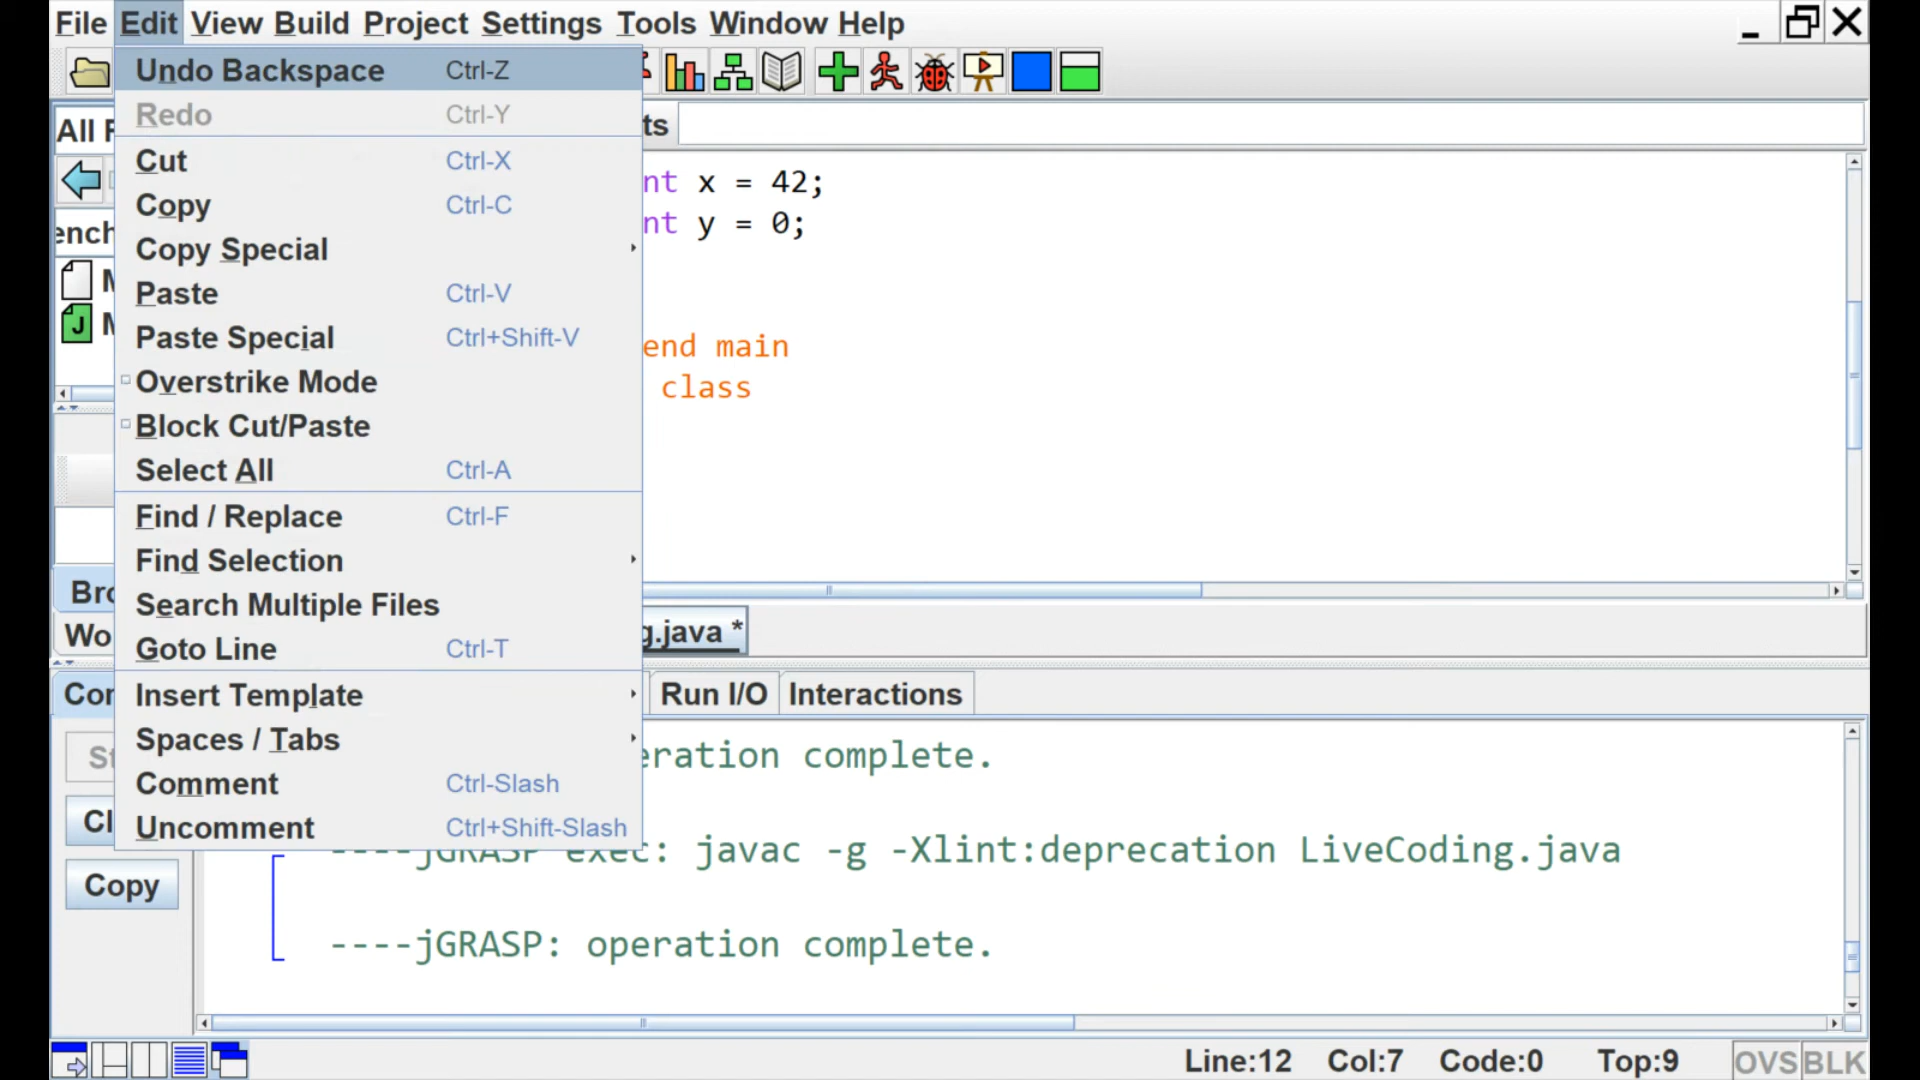 File Edit View Build Project Settings Tools Window Help
Undo Backspace Ctrl-Z
Redo Ctrl-Y
Cut Ctrl-X
Copy Ctrl-C
Copy Special
Paste Ctrl-V
Paste Special Ctrl+Shift-V
Overstrike Mode
Block Cut/Paste
Select All Ctrl-A
Find / Replace Ctrl-F
Find Selection
Search Multiple Files
Goto Line Ctrl-T
Insert Template
Spaces / Tabs
Comment Ctrl-Slash
Uncomment Ctrl+Shift-Slash
All F
ts
ench
M
J M
nt x = 42;
nt y = 0;
end main
class
Bro
Wo
g.java *
Com
Run I/O Interactions
St
Cl
Copy
eration complete.
----jGRASP exec: javac -g -Xlint:deprecation LiveCoding.java
----jGRASP: operation complete.
Line:12 Col:7 Code:0 Top:9 OVS BLK